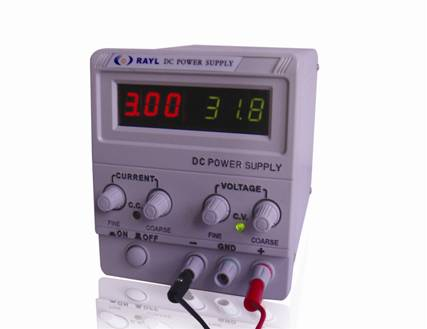 RAYL DC POWER SUPPLY
3.00 31.8
DC POWER SUPPLY
CURRENT VOLTAGE
C.C. C.V.
FINE COARSE FINE COARSE
ON OFF - GND +